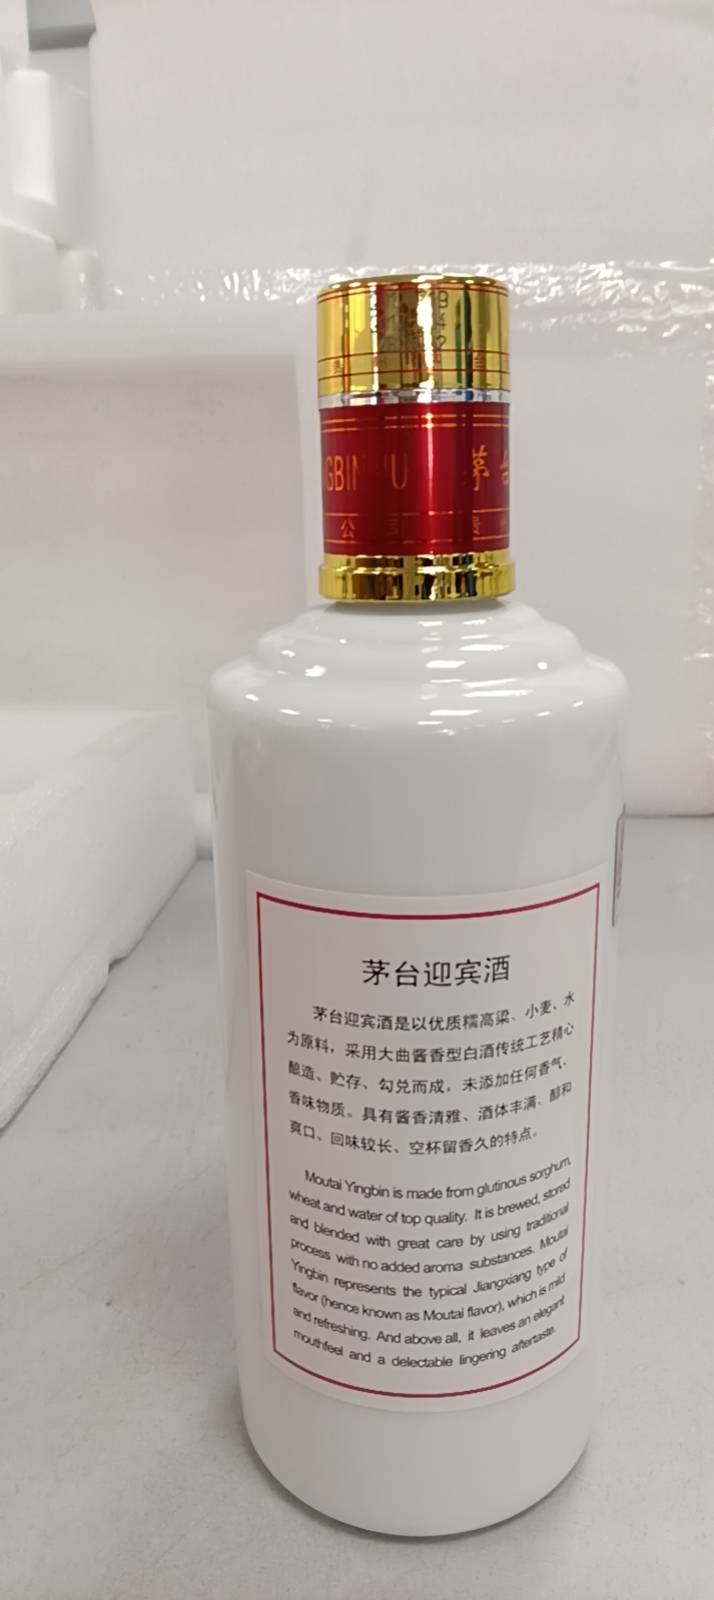 GBIN
茅台
公司
茅台迎宾酒
茅台迎宾酒是以优质糯高粱、小麦、水
为原料，采用大曲酱香型白酒传统工艺精心
酿造、贮存、勾兑而成，未添加任何香气、
香味物质。具有酱香清雅、酒体丰满、醇和
爽口、回味较长、空杯留香久的特点。
Moutai Yingbin is made from glutinous sorghum,
wheat and water of top quality. It is brewed, stored
and blended with great care by using traditional
process with no added aroma substances. Moutai
Yingbin represents the typical Jiangxiang type of
flavor (hence known as Moutai flavor), which is mild
and refreshing. And above all, it leaves an elegant
mouthfeel and a delectable lingering aftertaste.